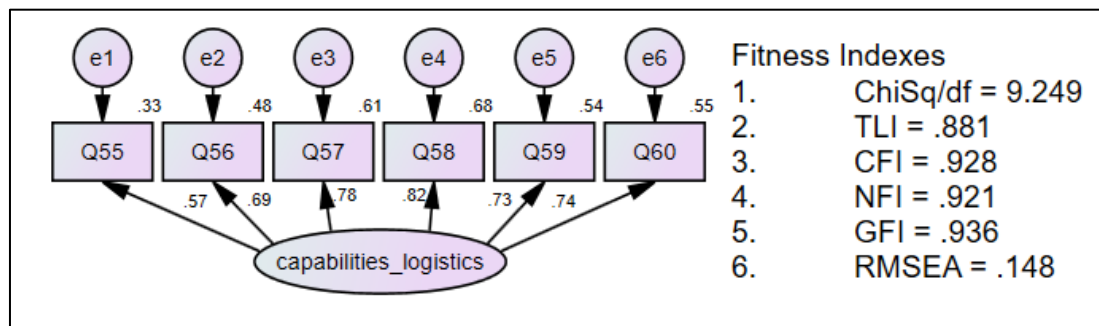 e1 e2 e3 e4 e5 e6
.33 .48 .61 .68 .54 .55
Q55 Q56 Q57 Q58 Q59 Q60
.57 .69 .78 .82 .73 .74
capabilities_logistics
Fitness Indexes
1. ChiSq/df = 9.249
2. TLI = .881
3. CFI = .928
4. NFI = .921
5. GFI = .936
6. RMSEA = .148